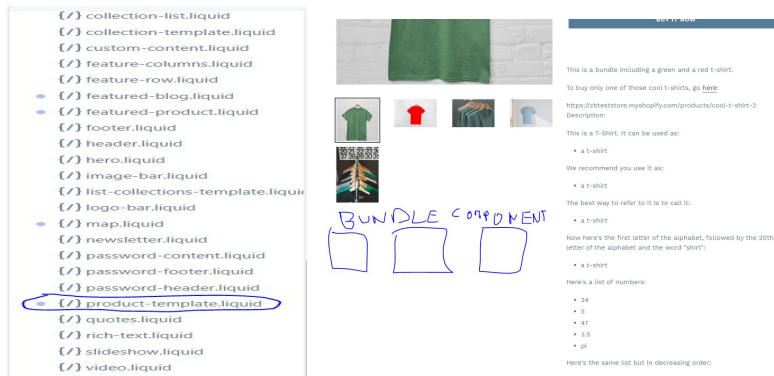 {/} collection-list.liquid
{/} collection-template.liquid
{/} custom-content.liquid
{/} feature-columns.liquid
{/} feature-row.liquid
{/} featured-blog.liquid
{/} featured-product.liquid
{/} footer.liquid
{/} header.liquid
{/} hero.liquid
{/} image-bar.liquid
{/} list-collections-template.liquid
{/} logo-bar.liquid
{/} map.liquid
{/} newsletter.liquid
{/} password-content.liquid
{/} password-footer.liquid
{/} password-header.liquid
{/} product-template.liquid
{/} quotes.liquid
{/} rich-text.liquid
{/} slideshow.liquid
{/} video.liquid
BUNDLE COMPONENT
BUY IT NOW
This is a bundle including a green and a red t-shirt.
To buy only one of those cool t-shirts, go here:
https://zbteststore.myshopify.com/products/cool-t-shirt-2
Description:
This is a T-Shirt. It can be used as:
• a t-shirt
We recommend you use it as:
• a t-shirt
The best way to refer to it is to call it:
• a t-shirt
Now here's the first letter of the alphabet, followed by the 20th
letter of the alphabet and the word "shirt":
• a t-shirt
Here's a list of numbers:
• 34
• 5
• 47
• 3.5
• pi
Here's the same list but in decreasing order: